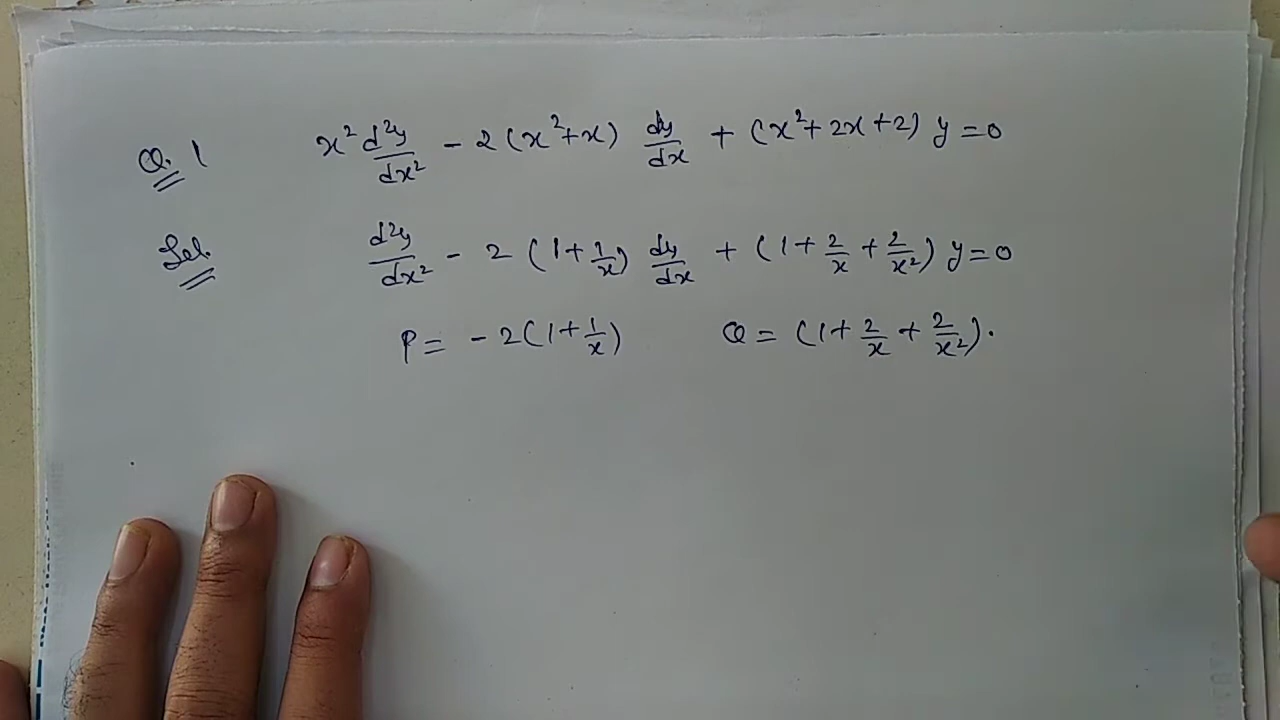 Q. 1 x² d²y/dx² - 2 (x²+x) dy/dx + (x²+2x+2) y = 0
Sol. d²y/dx² - 2 (1+1/x) dy/dx + (1+2/x+2/x²) y = 0
P = -2(1+1/x) Q = (1+2/x+2/x²).